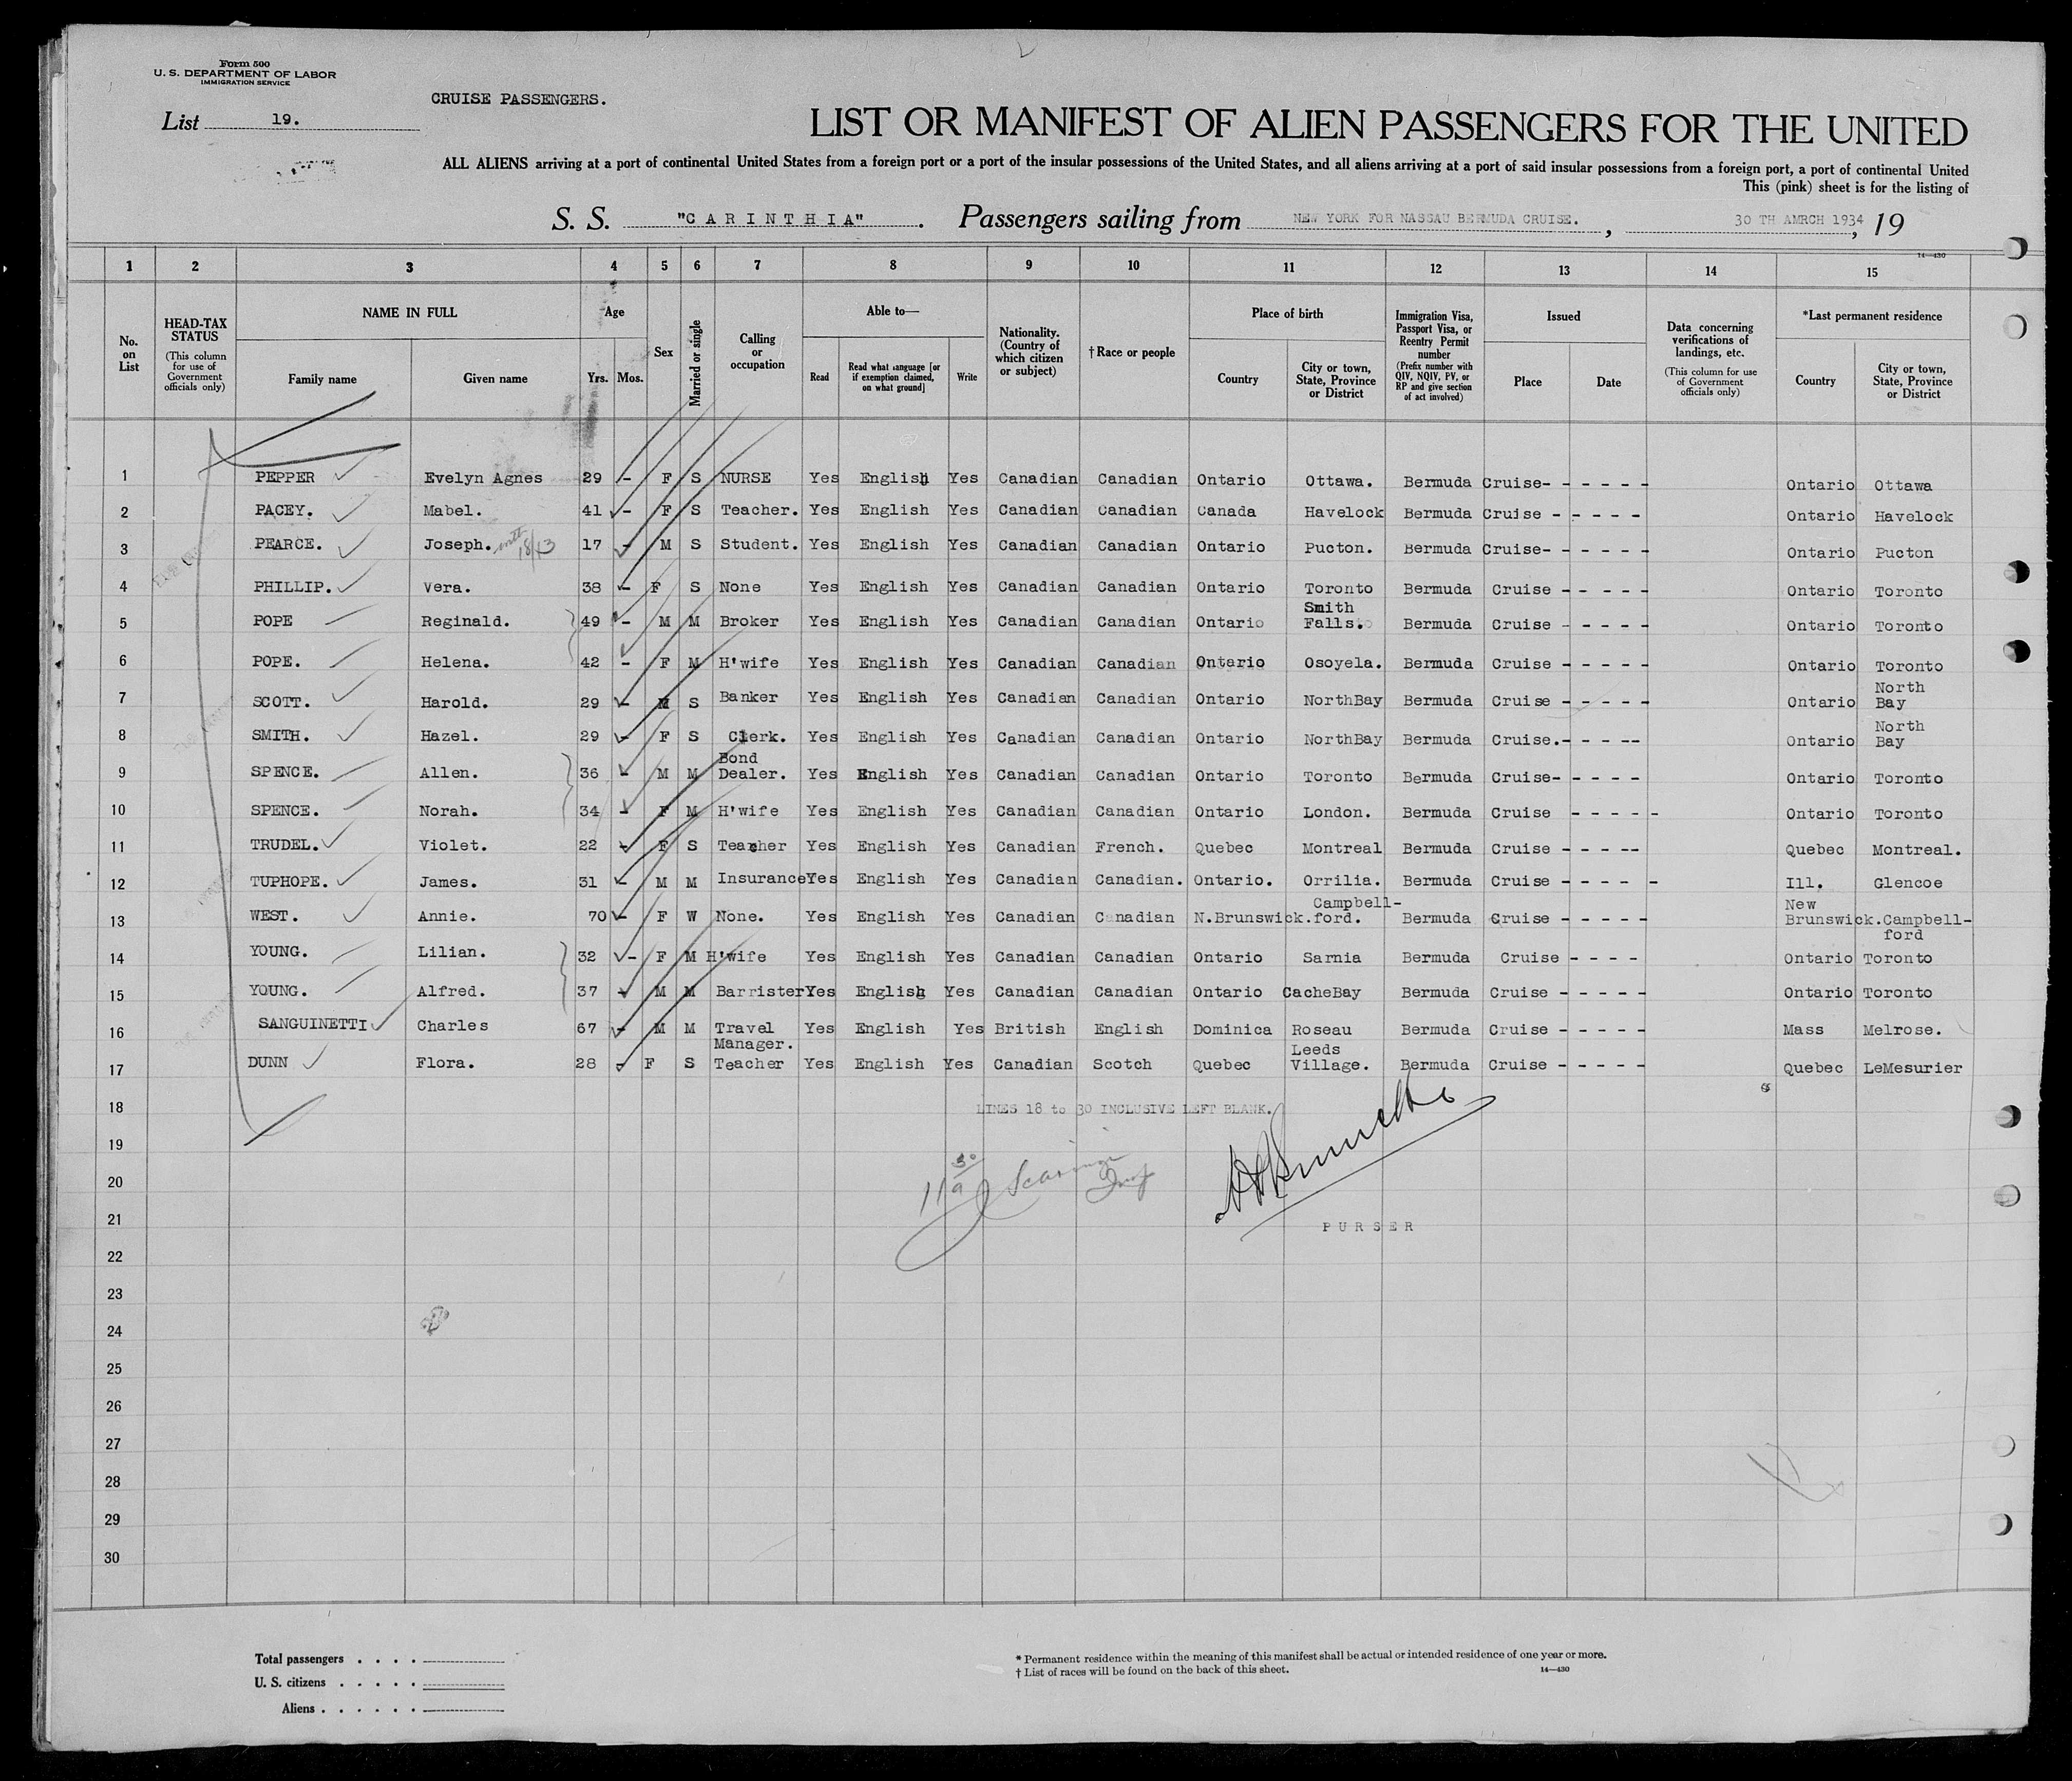 Form 500
U. S. DEPARTMENT OF LABOR
IMMIGRATION SERVICE
CRUISE PASSENGERS.
List 19.
LIST OR MANIFEST OF ALIEN PASSENGERS FOR THE UNITED
ALL ALIENS arriving at a port of continental United States from a foreign port or a port of the insular possessions of the United States, and all aliens arriving at a port of said insular possessions from a foreign port, a port of continental United
This (pink) sheet is for the listing of
S. S. "CARINTHIA". Passengers sailing from NEW YORK FOR NASSAU BERMUDA CRUISE. , 30 TH AMRCH 1934, 19
14—430
1 2 3 4 5 6 7 8 9 10 11 12 13 14 15
No. on List
HEAD-TAX STATUS
(This column for use of Government officials only)
NAME IN FULL
Family name Given name
Age
Yrs. Mos.
Sex
Married or single
Calling or occupation
Able to—
Read Read what language [or if exemption claimed, on what ground] Write
Nationality. (Country of which citizen or subject)
† Race or people
Place of birth
Country City or town, State, Province or District
Immigration Visa, Passport Visa, or Reentry Permit number
(Prefix number with QIV, NQIV, PV, or RP and give section of act involved)
Issued
Place Date
Data concerning verifications of landings, etc.
(This column for use of Government officials only)
*Last permanent residence
Country City or town, State, Province or District
1 PEPPER Evelyn Agnes 29 - F S NURSE Yes English Yes Canadian Canadian Ontario Ottawa. Bermuda Cruise- - - - - - Ontario Ottawa
2 PACEY. Mabel. 41 - F S Teacher. Yes English Yes Canadian Canadian Canada Havelock Bermuda Cruise - - - - - Ontario Havelock
3 PEARCE. Joseph. 18/13 17 - M S Student. Yes English Yes Canadian Canadian Ontario Pucton. Bermuda Cruise- - - - - - Ontario Pucton
4 PHILLIP. Vera. 38 - F S None Yes English Yes Canadian Canadian Ontario Toronto Bermuda Cruise - - - - - Ontario Toronto
5 POPE Reginald. 49 - M M Broker Yes English Yes Canadian Canadian Ontario Smith Falls. Bermuda Cruise - - - - - Ontario Toronto
6 POPE. Helena. 42 - F M H'wife Yes English Yes Canadian Canadian Ontario Osoyela. Bermuda Cruise - - - - - Ontario Toronto
7 SCOTT. Harold. 29 - M S Banker Yes English Yes Canadian Canadian Ontario NorthBay Bermuda Cruise - - - - - Ontario North Bay
8 SMITH. Hazel. 29 - F S Clerk. Yes English Yes Canadian Canadian Ontario NorthBay Bermuda Cruise.- - - - -- Ontario North Bay
9 SPENCE. Allen. 36 - M M Bond Dealer. Yes English Yes Canadian Canadian Ontario Toronto Bermuda Cruise- - - - - Ontario Toronto
10 SPENCE. Norah. 34 - F M H'wife Yes English Yes Canadian Canadian Ontario London. Bermuda Cruise - - - - - Ontario Toronto
11 TRUDEL. Violet. 22 - F S Teacher Yes English Yes Canadian French. Quebec Montreal Bermuda Cruise - - - -- Quebec Montreal.
12 TUPHOPE. James. 31 - M M Insurance Yes English Yes Canadian Canadian. Ontario. Orrilia. Bermuda Cruise - - - - - Ill. Glencoe
13 WEST. Annie. 70 - F W None. Yes English Yes Canadian Canadian N.Brunswick. Campbell-ford. Bermuda Cruise - - - - - New Brunswick. Campbell-ford
14 YOUNG. Lilian. 32 - F M H'wife Yes English Yes Canadian Canadian Ontario Sarnia Bermuda Cruise - - - - Ontario Toronto
15 YOUNG. Alfred. 37 - M M Barrister Yes English Yes Canadian Canadian Ontario CacheBay Bermuda Cruise - - - - - Ontario Toronto
16 SANGUINETTI Charles 67 - M M Travel Manager. Yes English Yes British English Dominica Roseau Bermuda Cruise - - - - - Mass Melrose.
17 DUNN Flora. 28 - F S Teacher Yes English Yes Canadian Scotch Quebec Leeds Village. Bermuda Cruise - - - - - Quebec LeMesurier
18 LINES 18 to 30 INCLUSIVE LEFT BLANK.
19
20
21 PURSER
22
23
24
25
26
27
28
29
30
Total passengers . . . .
U. S. citizens . . . . .
Aliens . . . . . .
* Permanent residence within the meaning of this manifest shall be actual or intended residence of one year or more.
† List of races will be found on the back of this sheet. 14—430